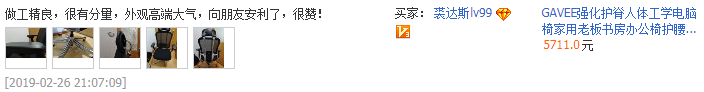 做工精良，很有分量，外观高端大气，向朋友安利了，很赞！
[2019-02-26 21:07:09]
买家：裘达斯lv99
GAVEE强化护脊人体工学电脑
椅家用老板书房办公椅护腰...
5711.0元